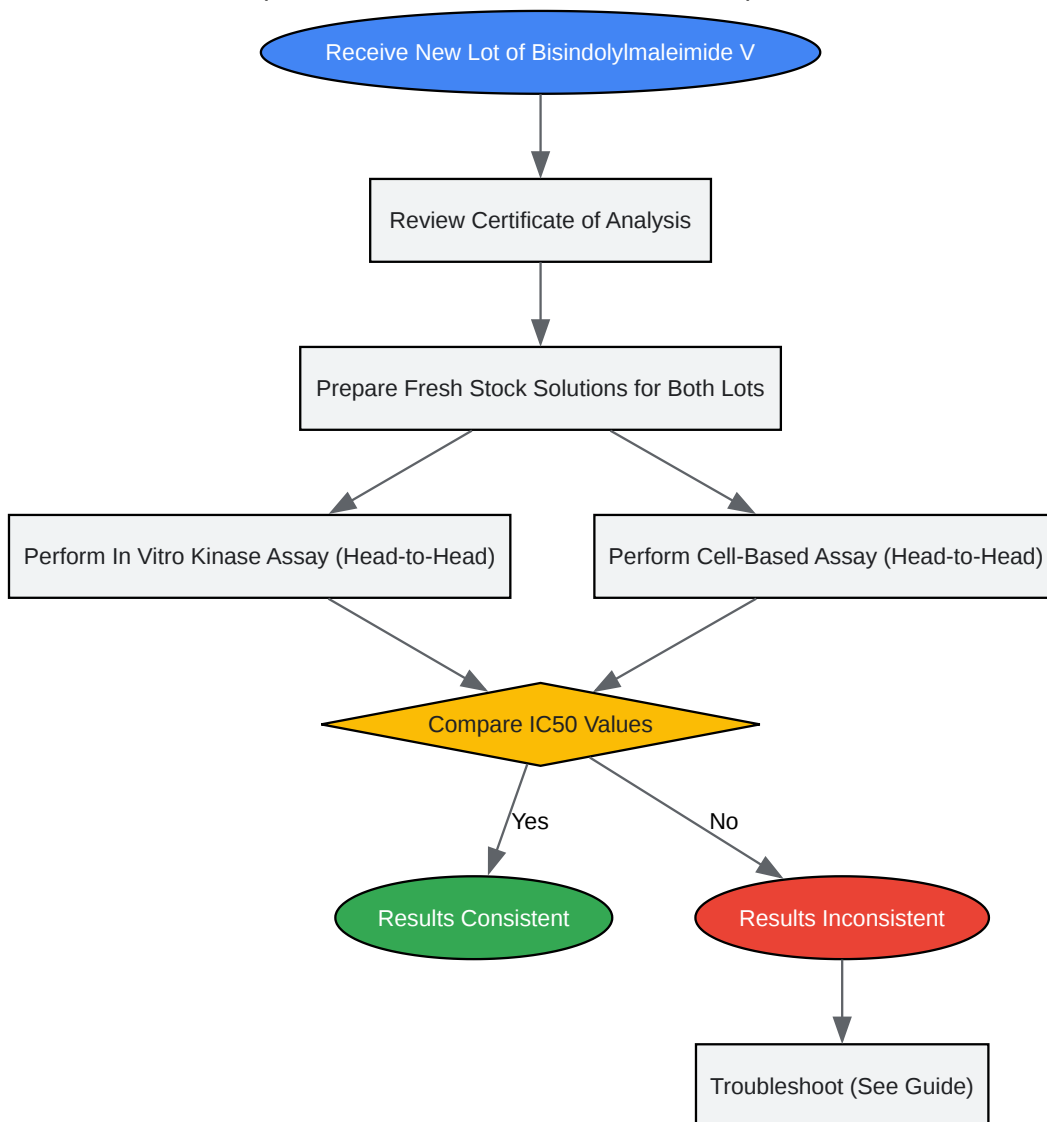 Receive New Lot of Bisindolylmaleimide V
Review Certificate of Analysis
Prepare Fresh Stock Solutions for Both Lots
Perform In Vitro Kinase Assay (Head-to-Head)
Perform Cell-Based Assay (Head-to-Head)
Compare IC50 Values
Yes
No
Results Consistent
Results Inconsistent
Troubleshoot (See Guide)